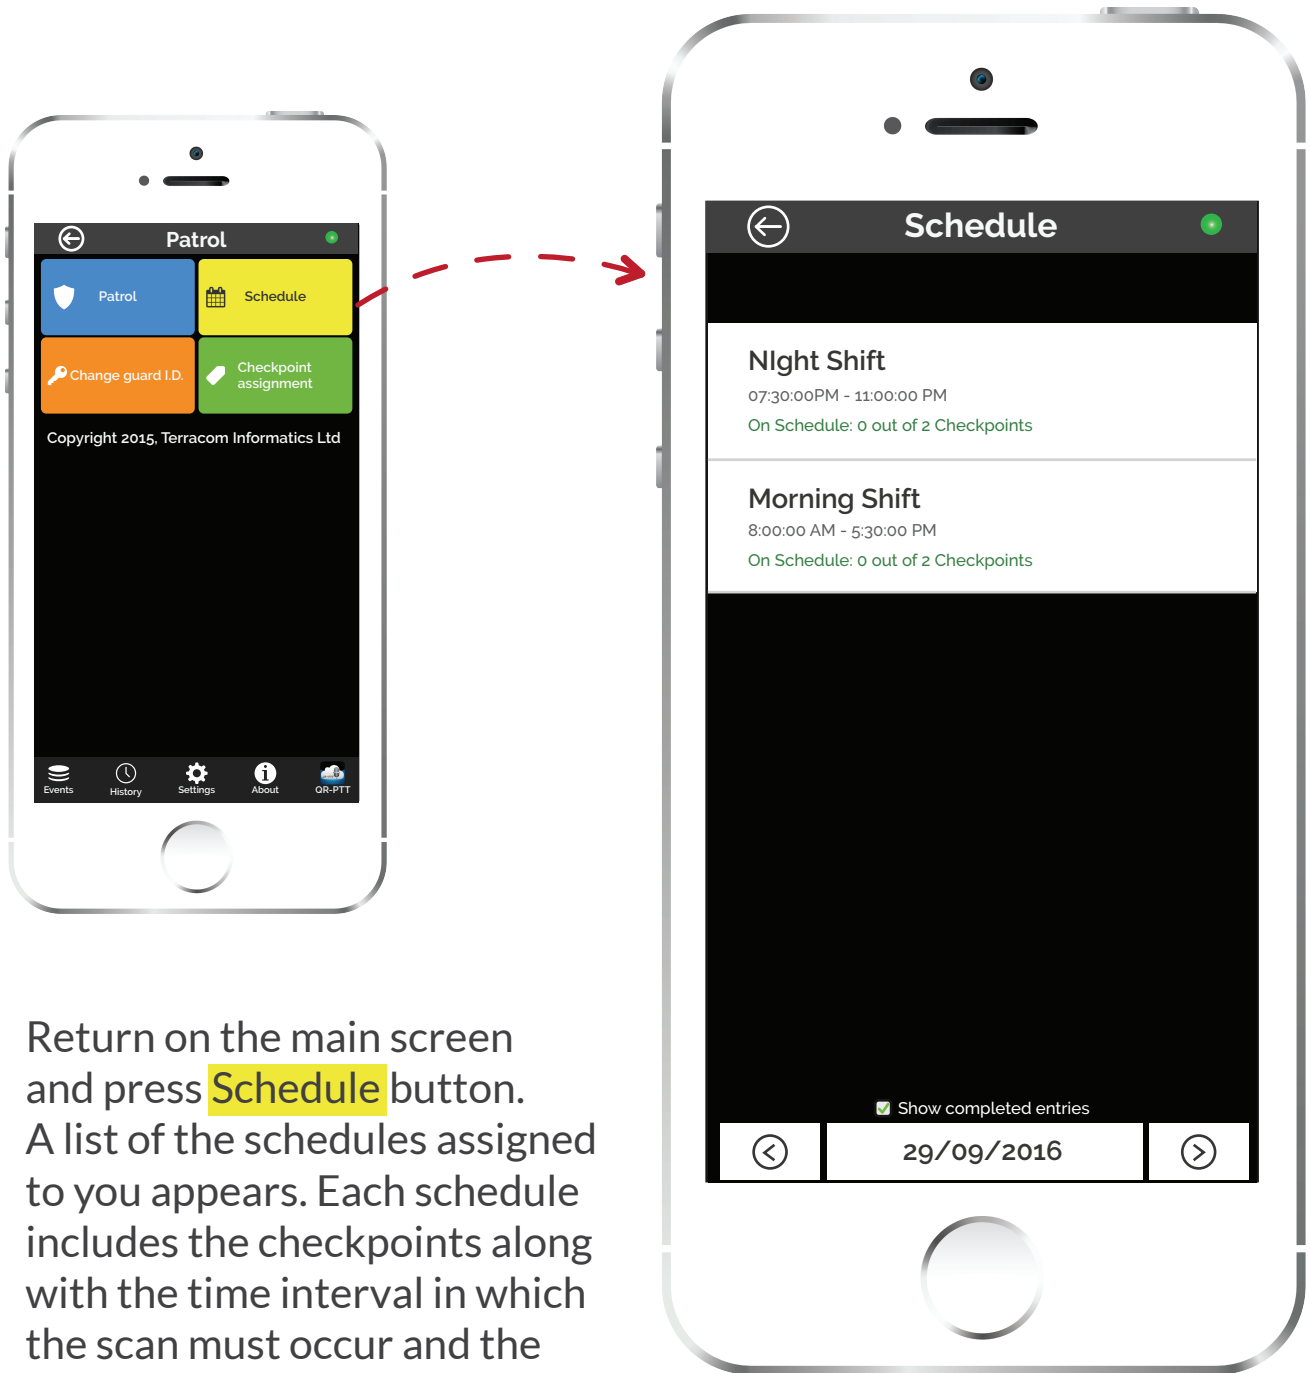 Patrol
Patrol
Schedule
Change guard I.D.
Checkpoint
assignment
Copyright 2015, Terracom Informatics Ltd
Events
History
Settings
About
QR-PTT
Schedule
NIght Shift
07:30:00PM - 11:00:00 PM
On Schedule: 0 out of 2 Checkpoints
Morning Shift
8:00:00 AM - 5:30:00 PM
On Schedule: 0 out of 2 Checkpoints
Show completed entries
29/09/2016
Return on the main screen
and press Schedule button.
A list of the schedules assigned
to you appears. Each schedule
includes the checkpoints along
with the time interval in which
the scan must occur and the